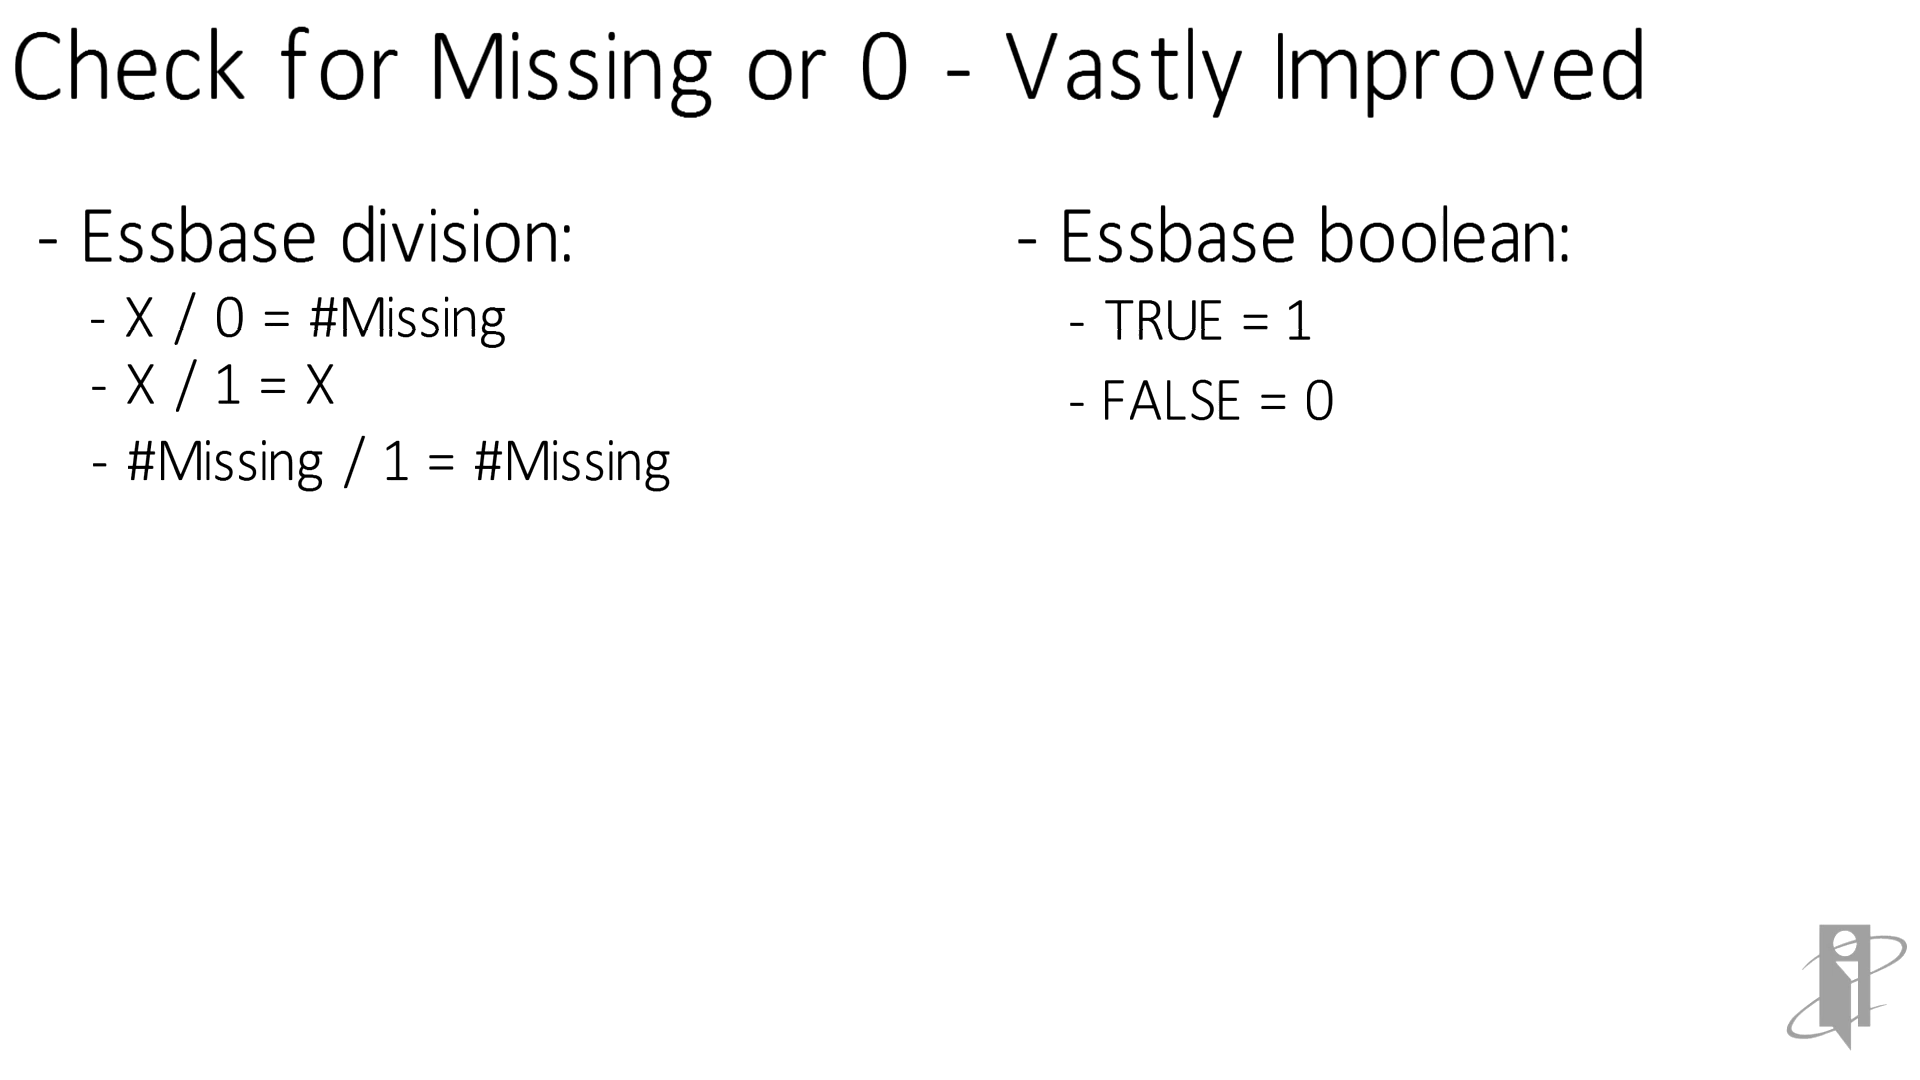 Check for Missing or 0 - Vastly Improved
- Essbase division:
- X / 0 = #Missing
- X / 1 = X
- #Missing / 1 = #Missing
- Essbase boolean:
- TRUE = 1
- FALSE = 0